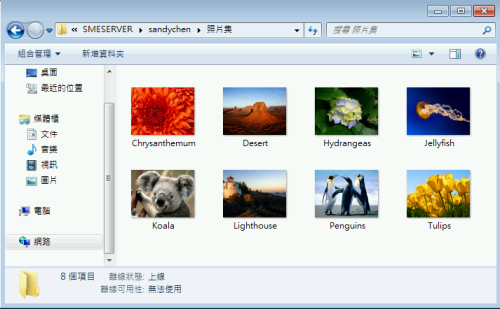 « SMESERVER ▸ sandychen ▸ 照片集
搜尋 照片集
組合管理 ▼ 新增資料夾
桌面
最近的位置
媒體櫃
文件
音樂
視訊
圖片
電腦
網路
Chrysanthemum
Desert
Hydrangeas
Jellyfish
Koala
Lighthouse
Penguins
Tulips
8 個項目 離線狀態: 上線
離線可用性: 無法使用